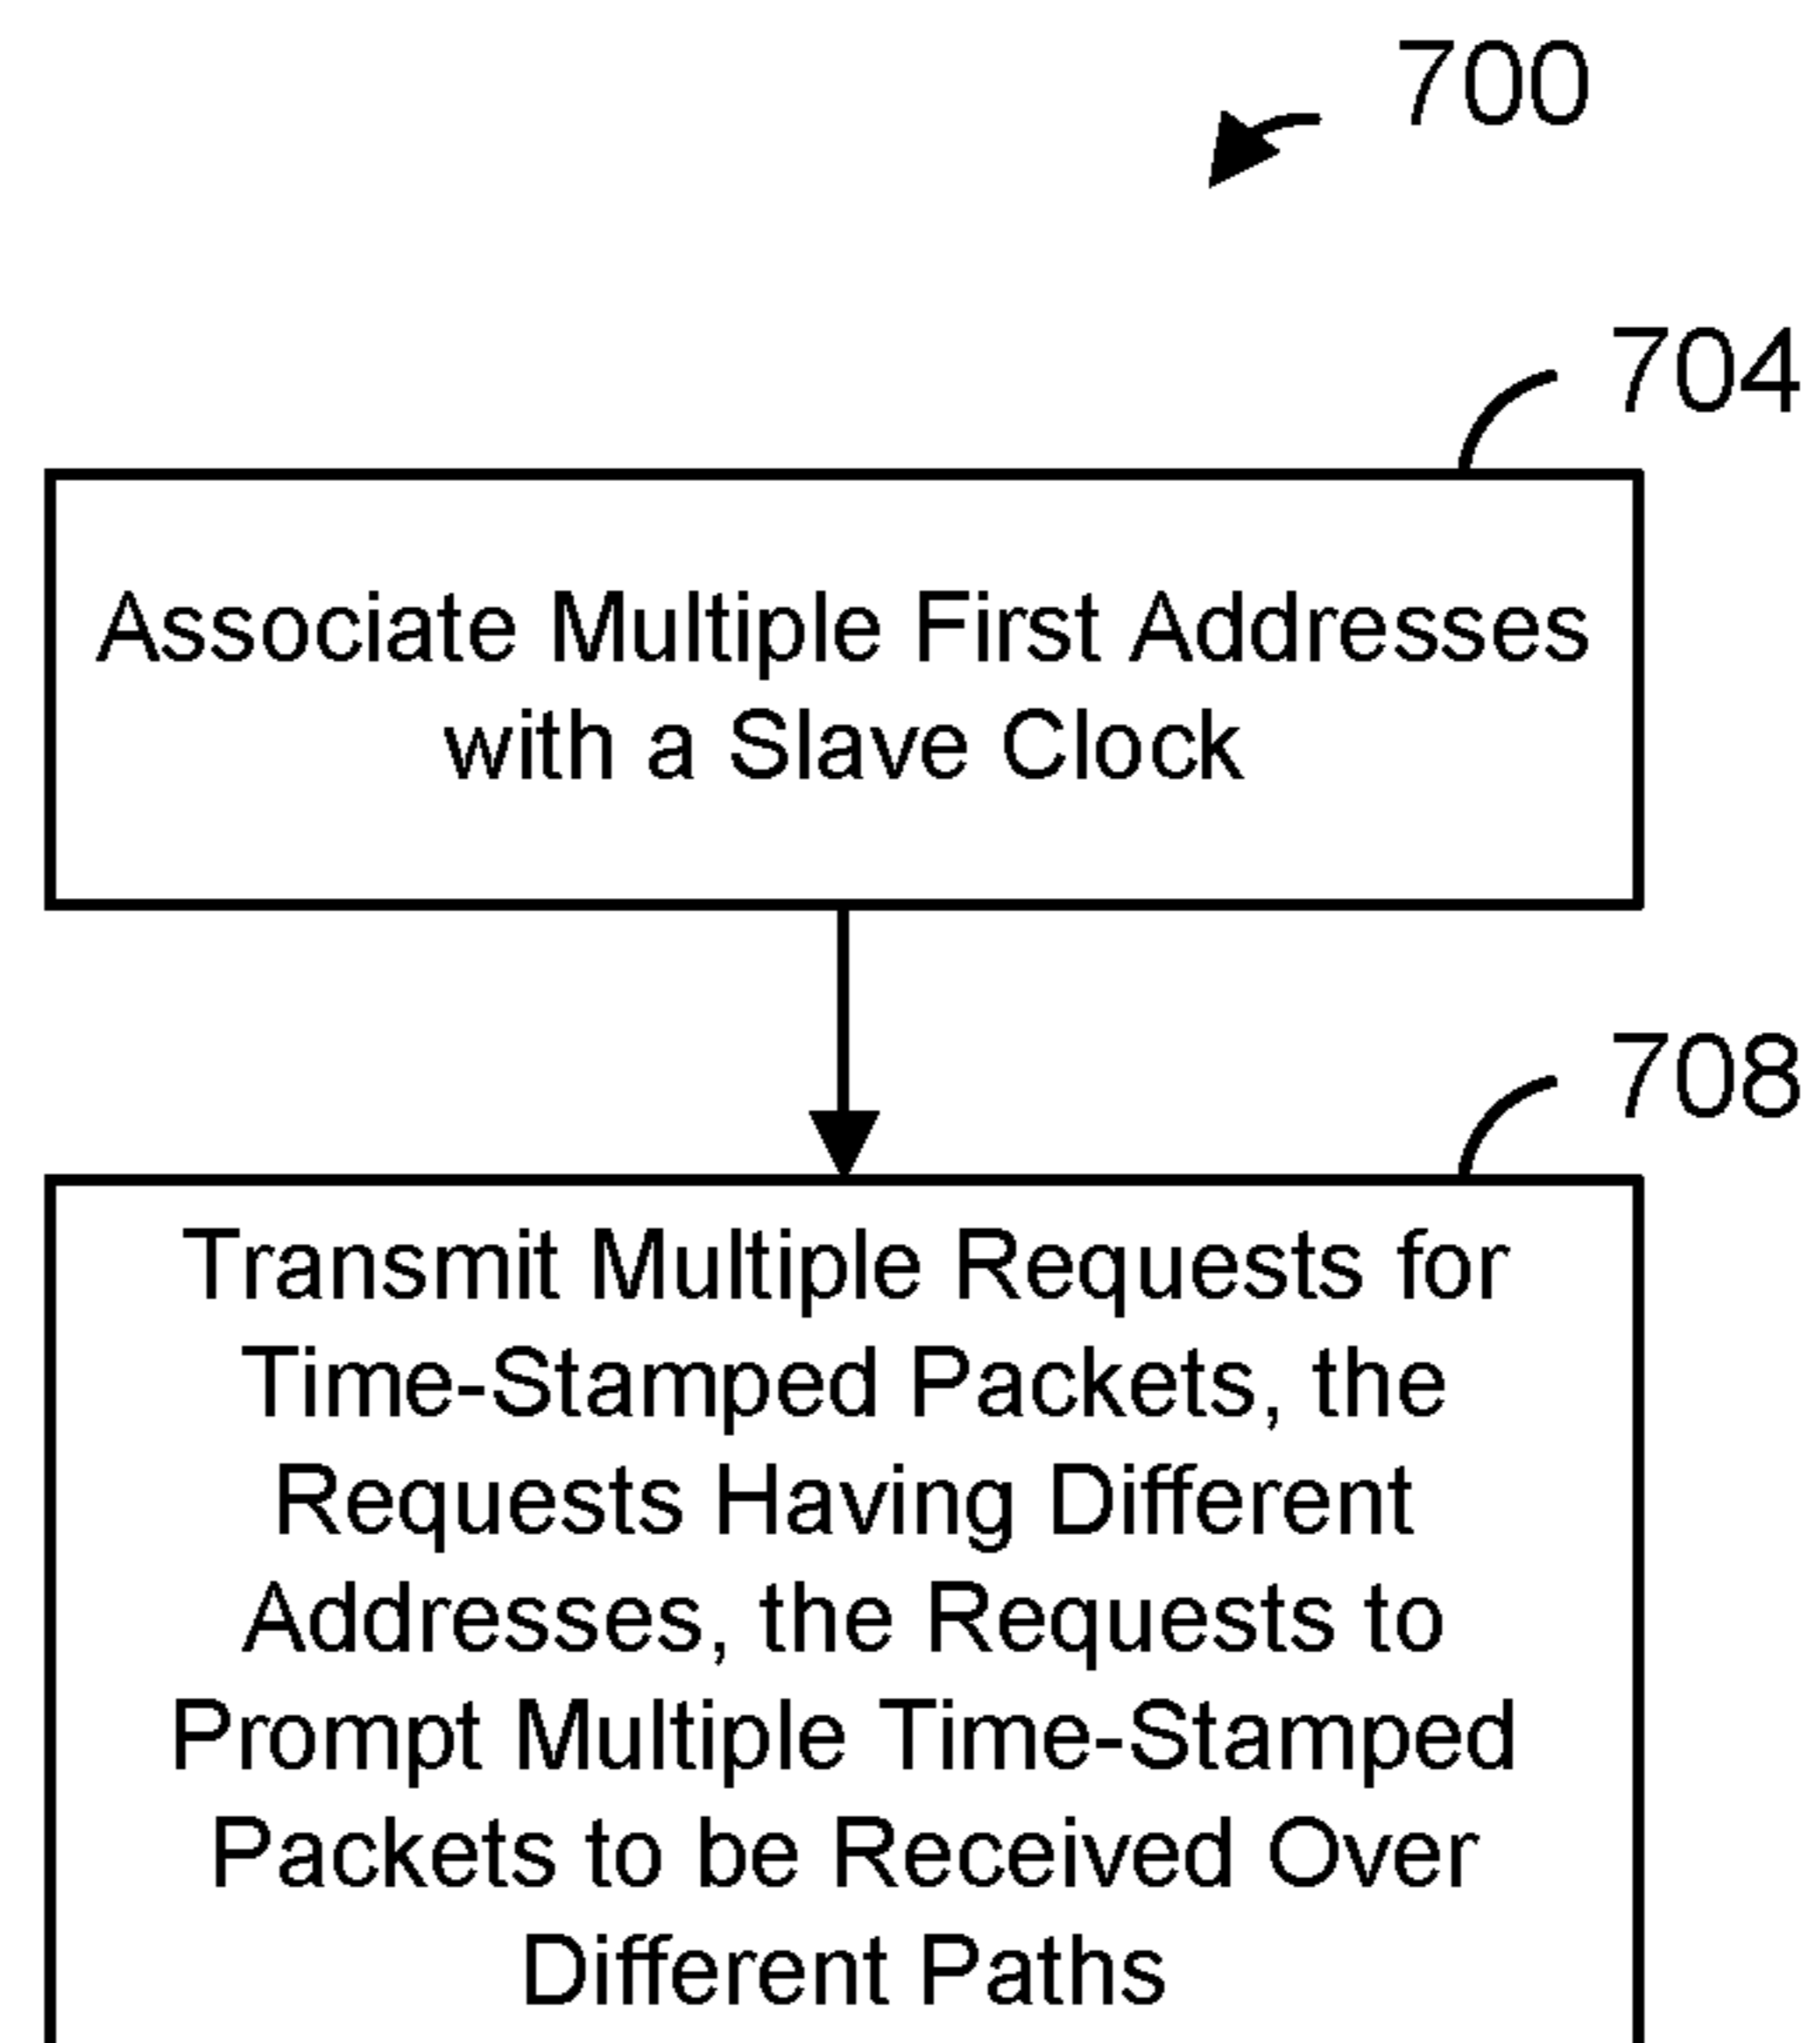 700
704
Associate Multiple First Addresses
with a Slave Clock
708
Transmit Multiple Requests for
Time-Stamped Packets, the
Requests Having Different
Addresses, the Requests to
Prompt Multiple Time-Stamped
Packets to be Received Over
Different Paths